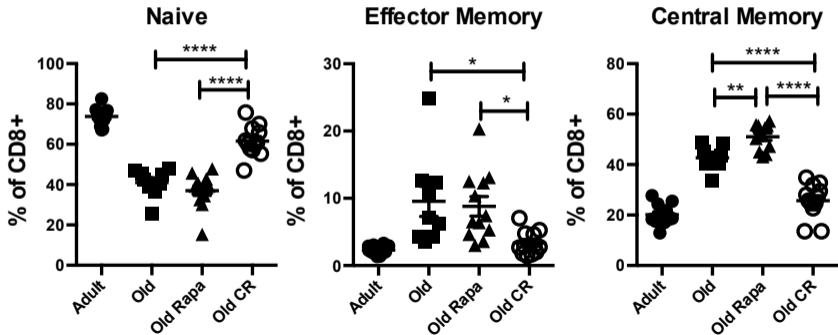 Naive
% of CD8+
100
80
60
40
20
0
****
****
Adult
Old
Old Rapa
Old CR
Effector Memory
% of CD8+
30
20
10
0
*
*
Adult
Old
Old Rapa
Old CR
Central Memory
% of CD8+
80
60
40
20
0
****
**
****
Adult
Old
Old Rapa
Old CR